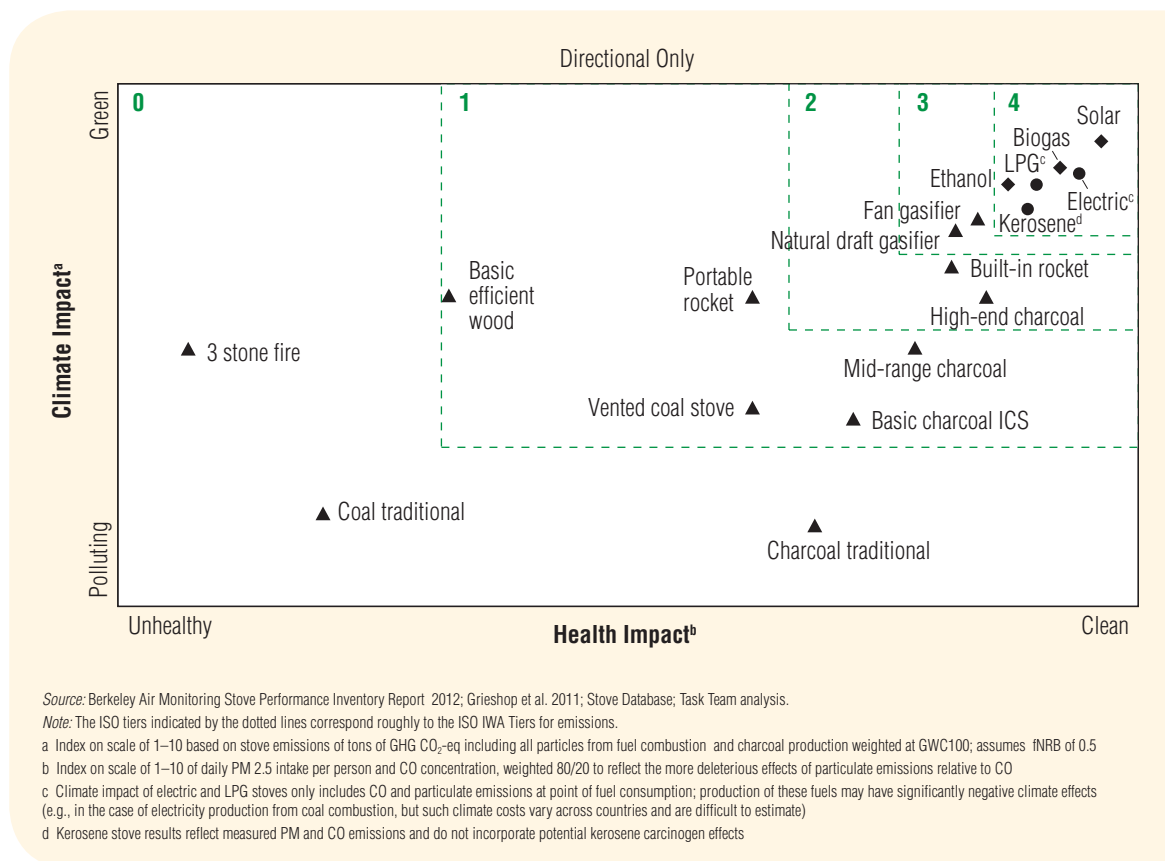 Directional Only
Green
0
1
2
3
4
Solar
Biogas
LPGᶜ
Ethanol
Electricᶜ
Fan gasifier
Keroseneᵈ
Natural draft gasifier
Built-in rocket
Basic
efficient
wood
Portable
rocket
High-end charcoal
Climate Impactᵃ
3 stone fire
Mid-range charcoal
Vented coal stove
Basic charcoal ICS
Coal traditional
Charcoal traditional
Polluting
Unhealthy
Health Impactᵇ
Clean
Source: Berkeley Air Monitoring Stove Performance Inventory Report 2012; Grieshop et al. 2011; Stove Database; Task Team analysis.
Note: The ISO tiers indicated by the dotted lines correspond roughly to the ISO IWA Tiers for emissions.
a Index on scale of 1–10 based on stove emissions of tons of GHG CO₂-eq including all particles from fuel combustion and charcoal production weighted at GWC100; assumes fNRB of 0.5
b Index on scale of 1–10 of daily PM 2.5 intake per person and CO concentration, weighted 80/20 to reflect the more deleterious effects of particulate emissions relative to CO
c Climate impact of electric and LPG stoves only includes CO and particulate emissions at point of fuel consumption; production of these fuels may have significantly negative climate effects
(e.g., in the case of electricity production from coal combustion, but such climate costs vary across countries and are difficult to estimate)
d Kerosene stove results reflect measured PM and CO emissions and do not incorporate potential kerosene carcinogen effects